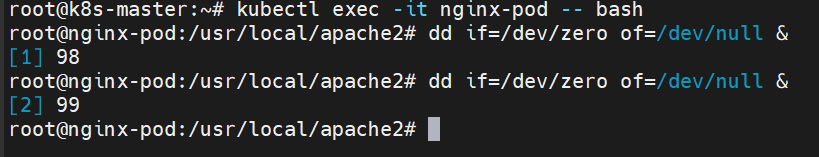 root@k8s-master:~# kubectl exec -it nginx-pod -- bash
root@nginx-pod:/usr/local/apache2# dd if=/dev/zero of=/dev/null &
[1] 98
root@nginx-pod:/usr/local/apache2# dd if=/dev/zero of=/dev/null &
[2] 99
root@nginx-pod:/usr/local/apache2#